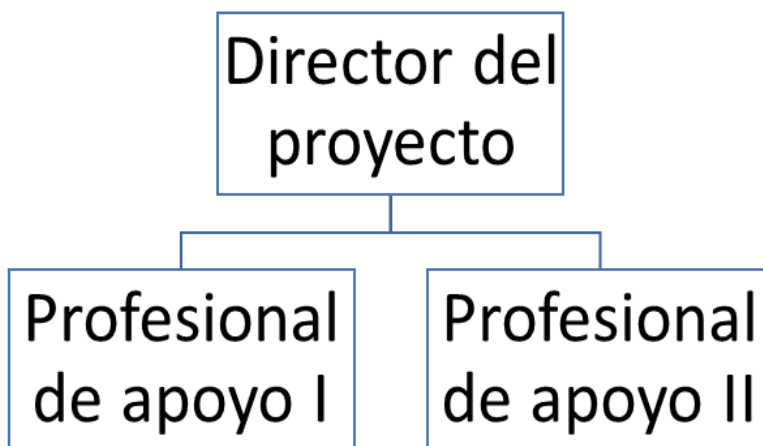 Director del
proyecto
Profesional
de apoyo I
Profesional
de apoyo II